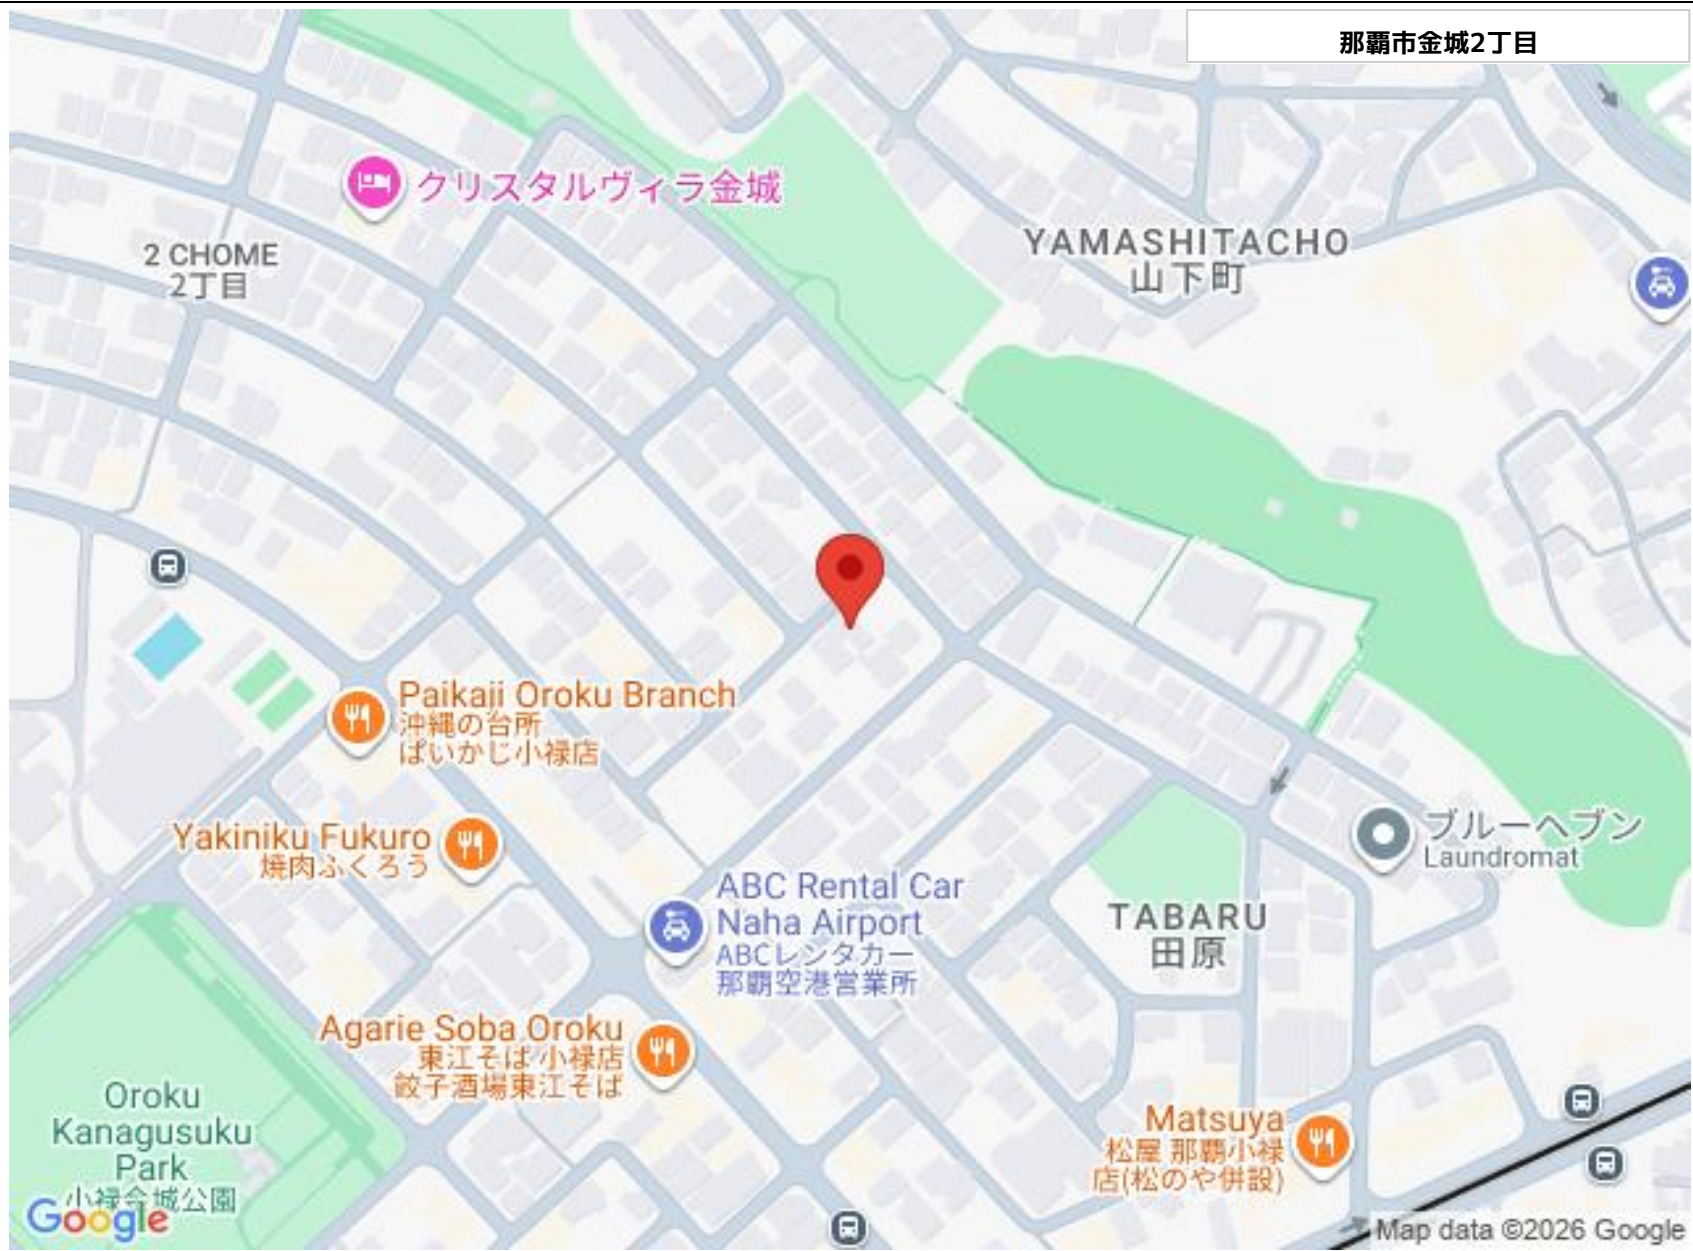 那覇市金城2丁目
クリスタルヴィラ金城
2 CHOME
2丁目
YAMASHITACHO
山下町
Paikaji Oroku Branch
沖縄の台所
ぱいかじ小禄店
Yakiniku Fukuro
焼肉ふくろう
ブルーヘブン
Laundromat
ABC Rental Car
Naha Airport
ABCレンタカー
那覇空港営業所
TABARU
田原
Agarie Soba Oroku
東江そば 小禄店
餃子酒場東江そば
Oroku
Kanagusuku
Park
小禄金城公園
Matsuya
松屋 那覇小禄
店(松のや併設)
Google
Map data ©2026 Google